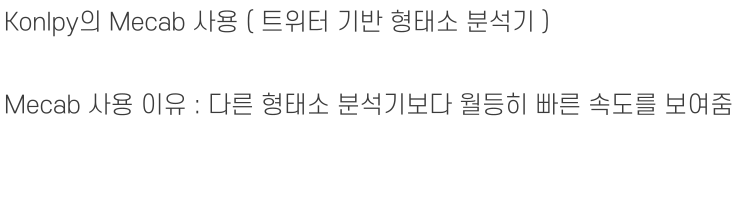 Konlpy의 Mecab 사용 ( 트위터 기반 형태소 분석기 )
Mecab 사용 이유 : 다른 형태소 분석기보다 월등히 빠른 속도를 보여줌